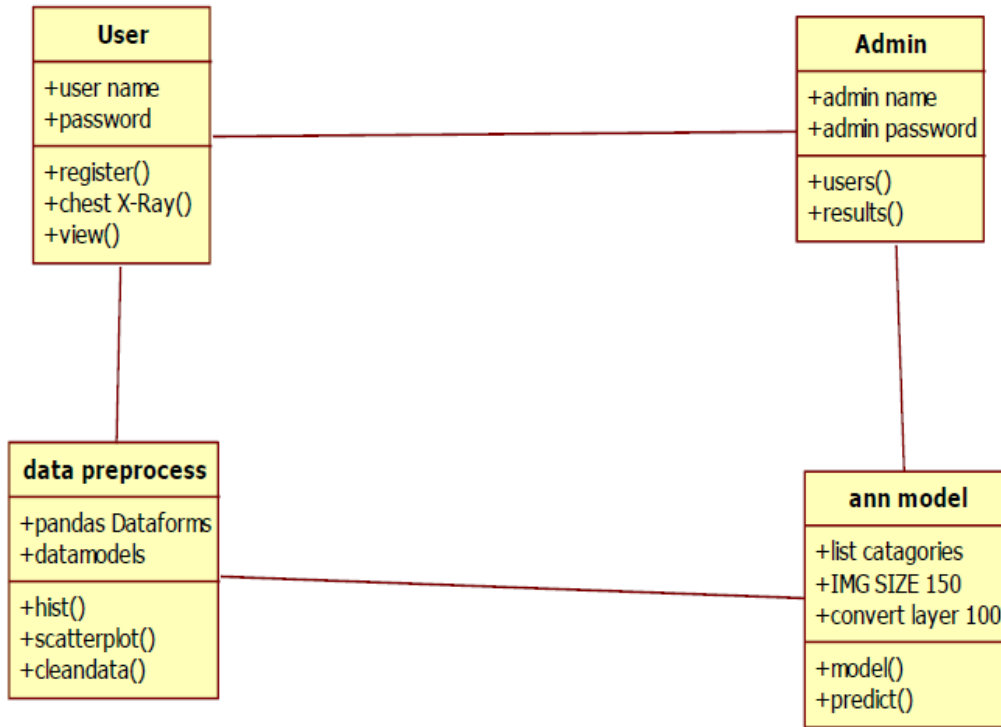 User
+user name
+password
+register()
+chest X-Ray()
+view()
Admin
+admin name
+admin password
+users()
+results()
data preprocess
+pandas Dataforms
+datamodels
+hist()
+scatterplot()
+cleandata()
ann model
+list catagories
+IMG SIZE 150
+convert layer 100
+model()
+predict()